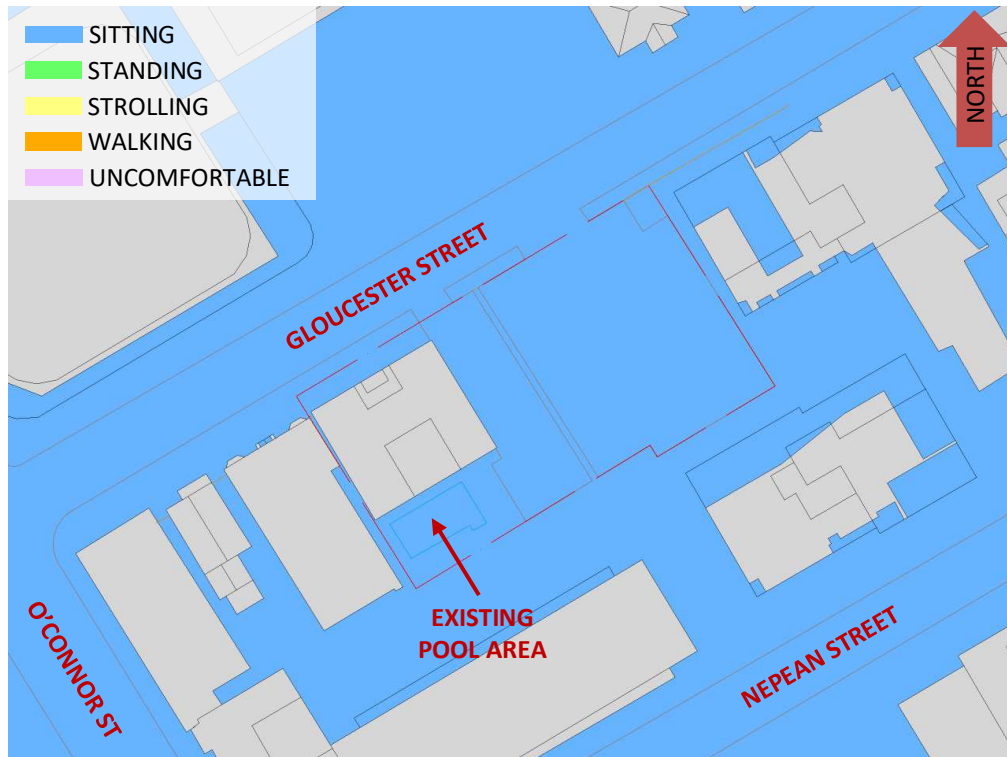 SITTING
STANDING
STROLLING
WALKING
UNCOMFORTABLE
NORTH
GLOUCESTER STREET
EXISTING
POOL AREA
O'CONNOR ST
NEPEAN STREET